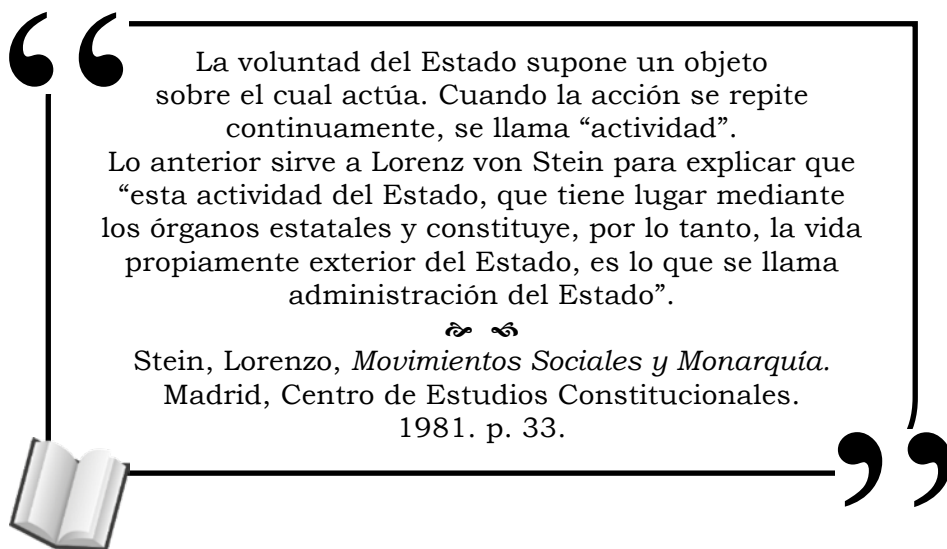 La voluntad del Estado supone un objeto
sobre el cual actúa. Cuando la acción se repite
continuamente, se llama “actividad”.
Lo anterior sirve a Lorenz von Stein para explicar que
“esta actividad del Estado, que tiene lugar mediante
los órganos estatales y constituye, por lo tanto, la vida
propiamente exterior del Estado, es lo que se llama
administración del Estado”.
Stein, Lorenzo, Movimientos Sociales y Monarquía.
Madrid, Centro de Estudios Constitucionales.
1981. p. 33.